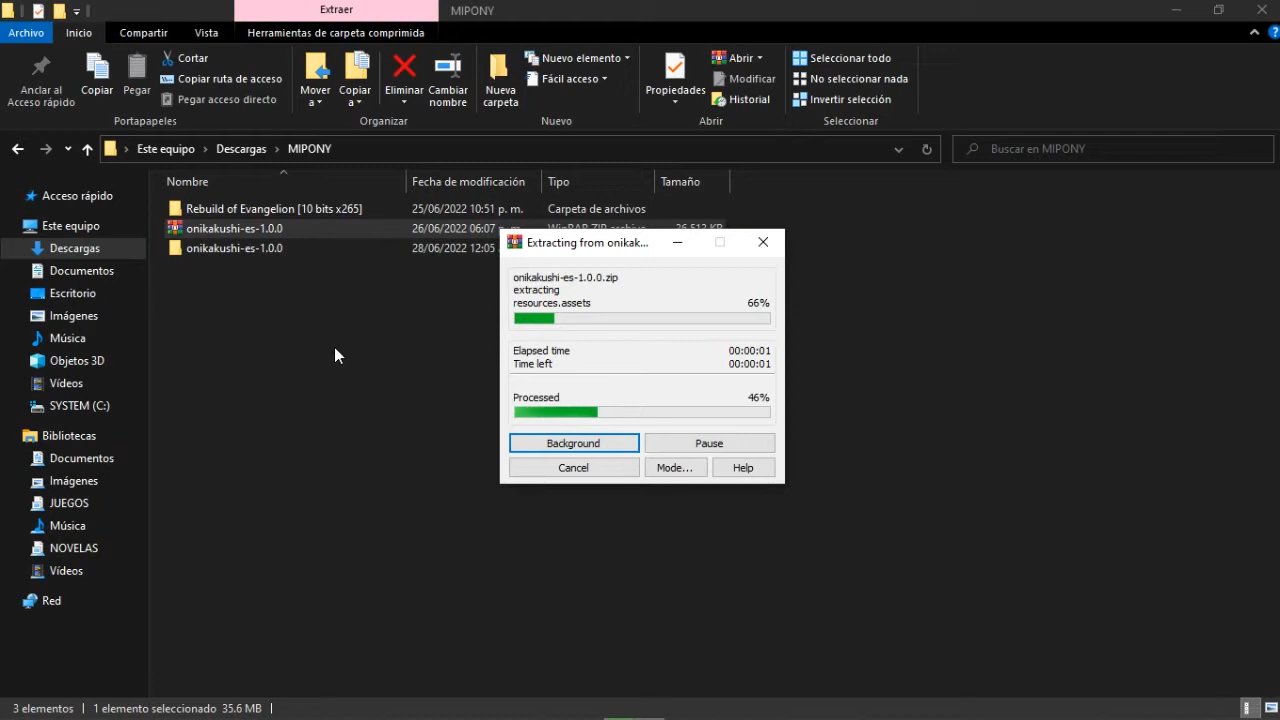 Extraer
MIPONY
Archivo
Inicio
Compartir
Vista
Herramientas de carpeta comprimida
Anclar al
Acceso rápido
Copiar
Pegar
Cortar
Copiar ruta de acceso
Pegar acceso directo
Portapapeles
Mover
a
Copiar
a
Eliminar
Cambiar
nombre
Organizar
Nueva
carpeta
Nuevo elemento
Fácil acceso
Nuevo
Propiedades
Abrir
Modificar
Historial
Abrir
Seleccionar todo
No seleccionar nada
Invertir selección
Seleccionar
Este equipo > Descargas > MIPONY
Buscar en MIPONY
Nombre
Fecha de modificación
Tipo
Tamaño
Rebuild of Evangelion [10 bits x265] 25/06/2022 10:51 p. m. Carpeta de archivos
onikakushi-es-1.0.0 26/06/2022 06:07
onikakushi-es-1.0.0 28/06/2022 12:05
Acceso rápido
Este equipo
Descargas
Documentos
Escritorio
Imágenes
Música
Objetos 3D
Vídeos
SYSTEM (C:)
Bibliotecas
Documentos
Imágenes
JUEGOS
Música
NOVELAS
Vídeos
Red
Extracting from onikak...
onikakushi-es-1.0.0.zip
extracting
resources.assets 66%
Elapsed time 00:00:01
Time left 00:00:01
Processed 46%
Background
Pause
Cancel
Mode...
Help
3 elementos
1 elemento seleccionado 35.6 MB